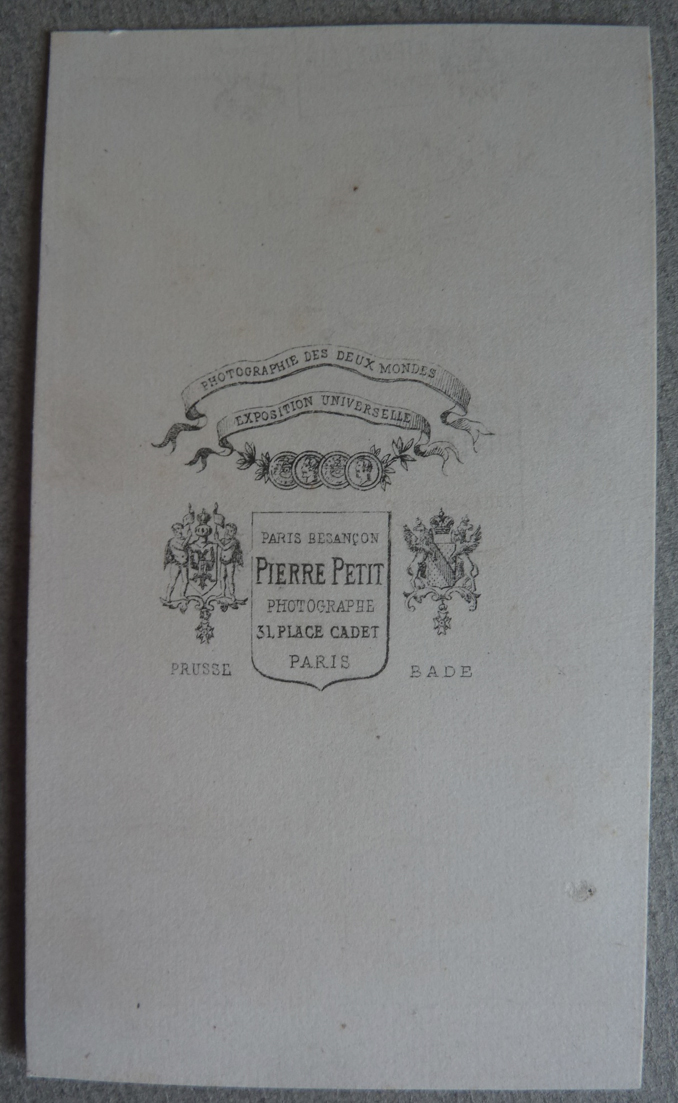 PHOTOGRAPHIE DES DEUX MONDES
EXPOSITION UNIVERSELLE
PARIS BESANÇON
PIERRE PETIT
PHOTOGRAPHE
31, PLACE CADET
PARIS
PRUSSE
BADE